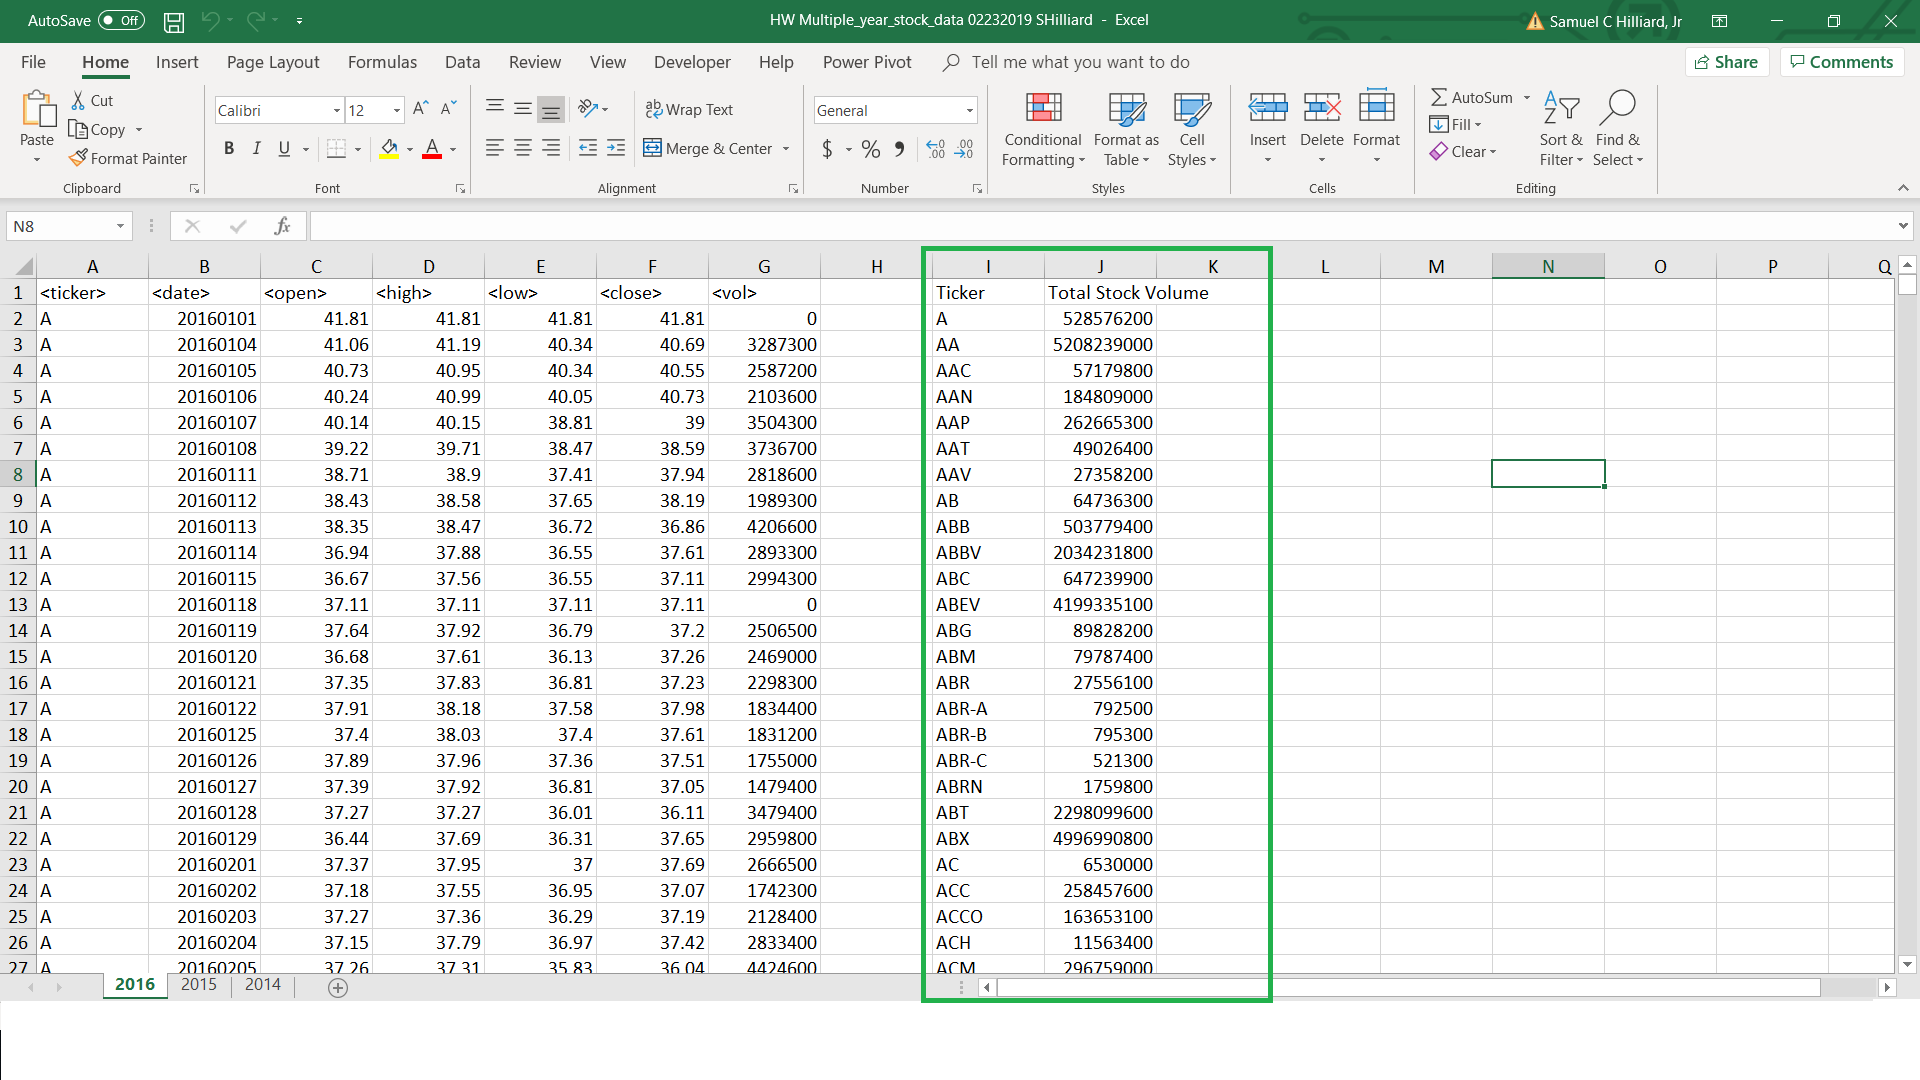 AutoSave Off HW Multiple_year_stock_data 02232019 SHilliard - Excel Samuel C Hilliard, Jr
File Home Insert Page Layout Formulas Data Review View Developer Help Power Pivot Tell me what you want to do Share Comments
Paste Cut Copy Format Painter Clipboard
Calibri 12 B I U A Font
ab Wrap Text Merge & Center Alignment
General $ % , Number
Conditional Formatting Format as Table Cell Styles Styles
Insert Delete Format Cells
AutoSum Fill Clear Sort & Filter Find & Select Editing
N8 fx
A B C D E F G H I J K L M N O P Q
1 <ticker> <date> <open> <high> <low> <close> <vol> Ticker Total Stock Volume
2 A 20160101 41.81 41.81 41.81 41.81 0 A 528576200
3 A 20160104 41.06 41.19 40.34 40.69 3287300 AA 5208239000
4 A 20160105 40.73 40.95 40.34 40.55 2587200 AAC 57179800
5 A 20160106 40.24 40.99 40.05 40.73 2103600 AAN 184809000
6 A 20160107 40.14 40.15 38.81 39 3504300 AAP 262665300
7 A 20160108 39.22 39.71 38.47 38.59 3736700 AAT 49026400
8 A 20160111 38.71 38.9 37.41 37.94 2818600 AAV 27358200
9 A 20160112 38.43 38.58 37.65 38.19 1989300 AB 64736300
10 A 20160113 38.35 38.47 36.72 36.86 4206600 ABB 503779400
11 A 20160114 36.94 37.88 36.55 37.61 2893300 ABBV 2034231800
12 A 20160115 36.67 37.56 36.55 37.11 2994300 ABC 647239900
13 A 20160118 37.11 37.11 37.11 37.11 0 ABEV 4199335100
14 A 20160119 37.64 37.92 36.79 37.2 2506500 ABG 89828200
15 A 20160120 36.68 37.61 36.13 37.26 2469000 ABM 79787400
16 A 20160121 37.35 37.83 36.81 37.23 2298300 ABR 27556100
17 A 20160122 37.91 38.18 37.58 37.98 1834400 ABR-A 792500
18 A 20160125 37.4 38.03 37.4 37.61 1831200 ABR-B 795300
19 A 20160126 37.89 37.96 37.36 37.51 1755000 ABR-C 521300
20 A 20160127 37.39 37.92 36.81 37.05 1479400 ABRN 1759800
21 A 20160128 37.27 37.27 36.01 36.11 3479400 ABT 2298099600
22 A 20160129 36.44 37.69 36.31 37.65 2959800 ABX 4996990800
23 A 20160201 37.37 37.95 37 37.69 2666500 AC 6530000
24 A 20160202 37.18 37.55 36.95 37.07 1742300 ACC 258457600
25 A 20160203 37.27 37.36 36.29 37.19 2128400 ACCO 163653100
26 A 20160204 37.15 37.79 36.97 37.42 2833400 ACH 11563400
27 A 20160205 37.26 37.31 35.83 36.04 4424600 ACM 296759000
2016 2015 2014